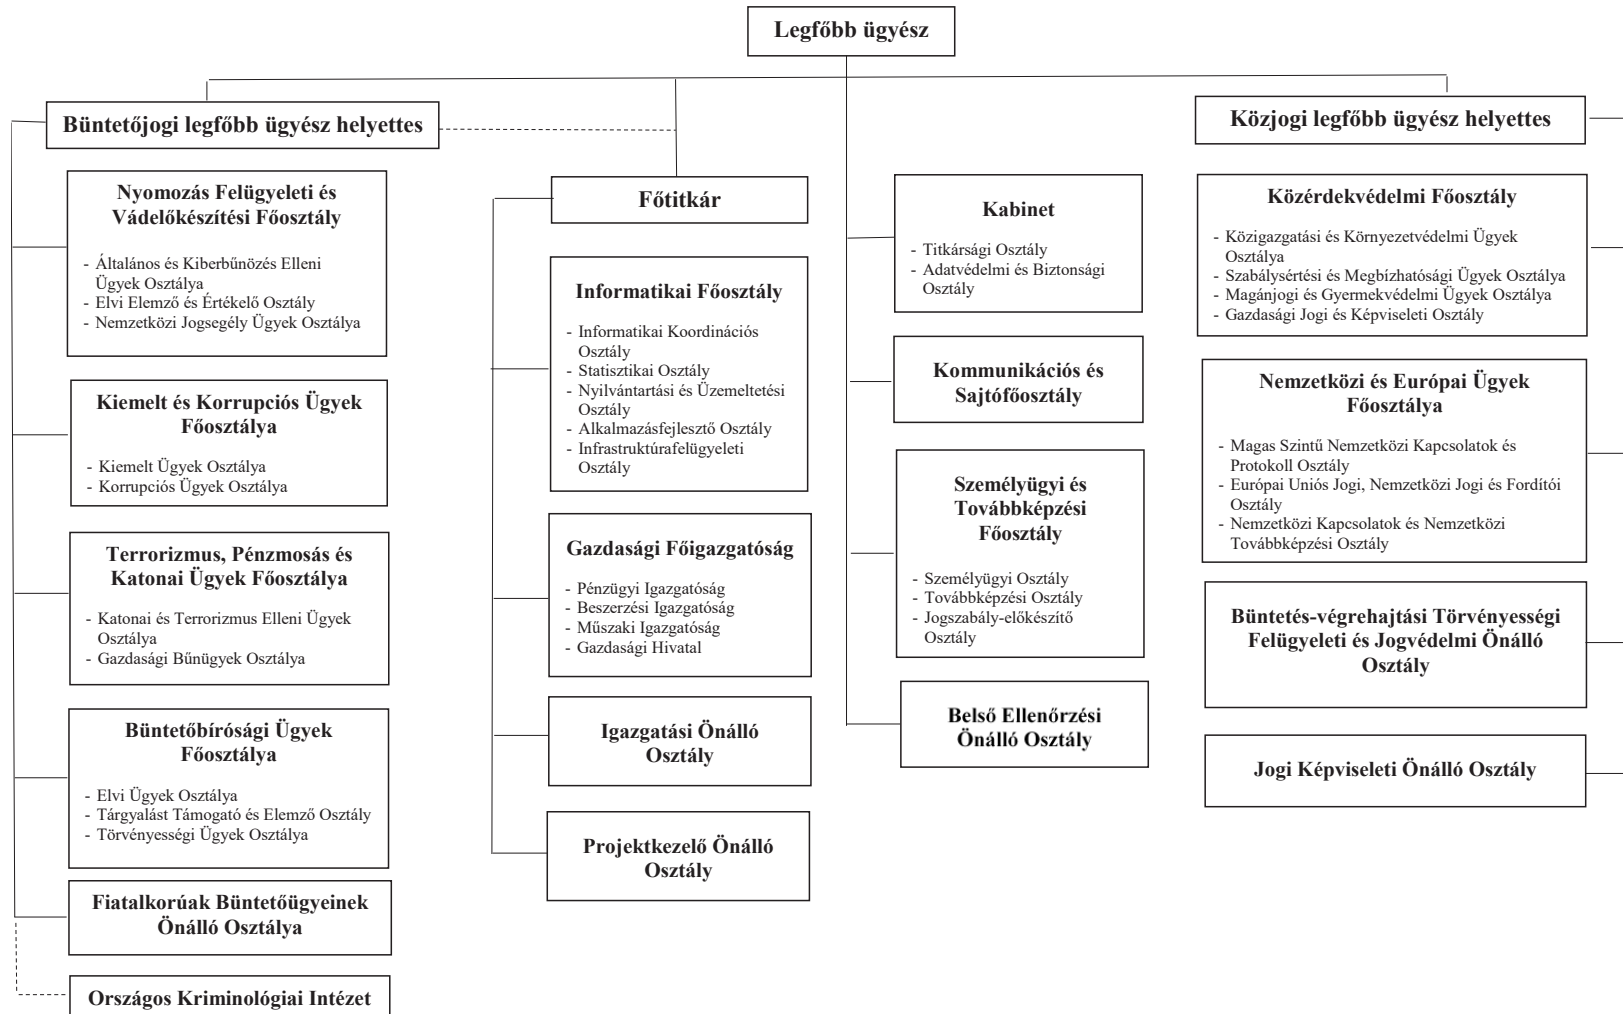 Legfőbb ügyész
Büntetőjogi legfőbb ügyész helyettes
Nyomozás Felügyeleti és
Vádelőkészítési Főosztály
- Általános és Kiberbűnözés Elleni
Ügyek Osztálya
- Elvi Elemző és Értékelő Osztály
- Nemzetközi Jogsegély Ügyek Osztálya
Kiemelt és Korrupciós Ügyek
Főosztálya
- Kiemelt Ügyek Osztálya
- Korrupciós Ügyek Osztálya
Terrorizmus, Pénzmosás és
Katonai Ügyek Főosztálya
- Katonai és Terrorizmus Elleni Ügyek
Osztálya
- Gazdasági Bűnügyek Osztálya
Büntetőbírósági Ügyek
Főosztálya
- Elvi Ügyek Osztálya
- Tárgyalást Támogató és Elemző Osztály
- Törvényességi Ügyek Osztálya
Fiatalkorúak Büntetőügyeinek
Önálló Osztálya
Országos Kriminológiai Intézet
Főtitkár
Informatikai Főosztály
- Informatikai Koordinációs
Osztály
- Statisztikai Osztály
- Nyilvántartási és Üzemeltetési
Osztály
- Alkalmazásfejlesztő Osztály
- Infrastruktúrafelügyeleti
Osztály
Gazdasági Főigazgatóság
- Pénzügyi Igazgatóság
- Beszerzési Igazgatóság
- Műszaki Igazgatóság
- Gazdasági Hivatal
Igazgatási Önálló
Osztály
Projektkezelő Önálló
Osztály
Kabinet
- Titkársági Osztály
- Adatvédelmi és Biztonsági
Osztály
Kommunikációs és
Sajtófőosztály
Személyügyi és
Továbbképzési
Főosztály
- Személyügyi Osztály
- Továbbképzési Osztály
- Jogszabály-előkészítő
Osztály
Belső Ellenőrzési
Önálló Osztály
Közjogi legfőbb ügyész helyettes
Közérdekvédelmi Főosztály
- Közigazgatási és Környezetvédelmi Ügyek
Osztálya
- Szabálysértési és Megbízhatósági Ügyek Osztálya
- Magánjogi és Gyermekvédelmi Ügyek Osztálya
- Gazdasági Jogi és Képviseleti Osztály
Nemzetközi és Európai Ügyek
Főosztálya
- Magas Szintű Nemzetközi Kapcsolatok és
Protokoll Osztály
- Európai Uniós Jogi, Nemzetközi Jogi és Fordítói
Osztály
- Nemzetközi Kapcsolatok és Nemzetközi
Továbbképzési Osztály
Büntetés-végrehajtási Törvényességi
Felügyeleti és Jogvédelmi Önálló
Osztály
Jogi Képviseleti Önálló Osztály